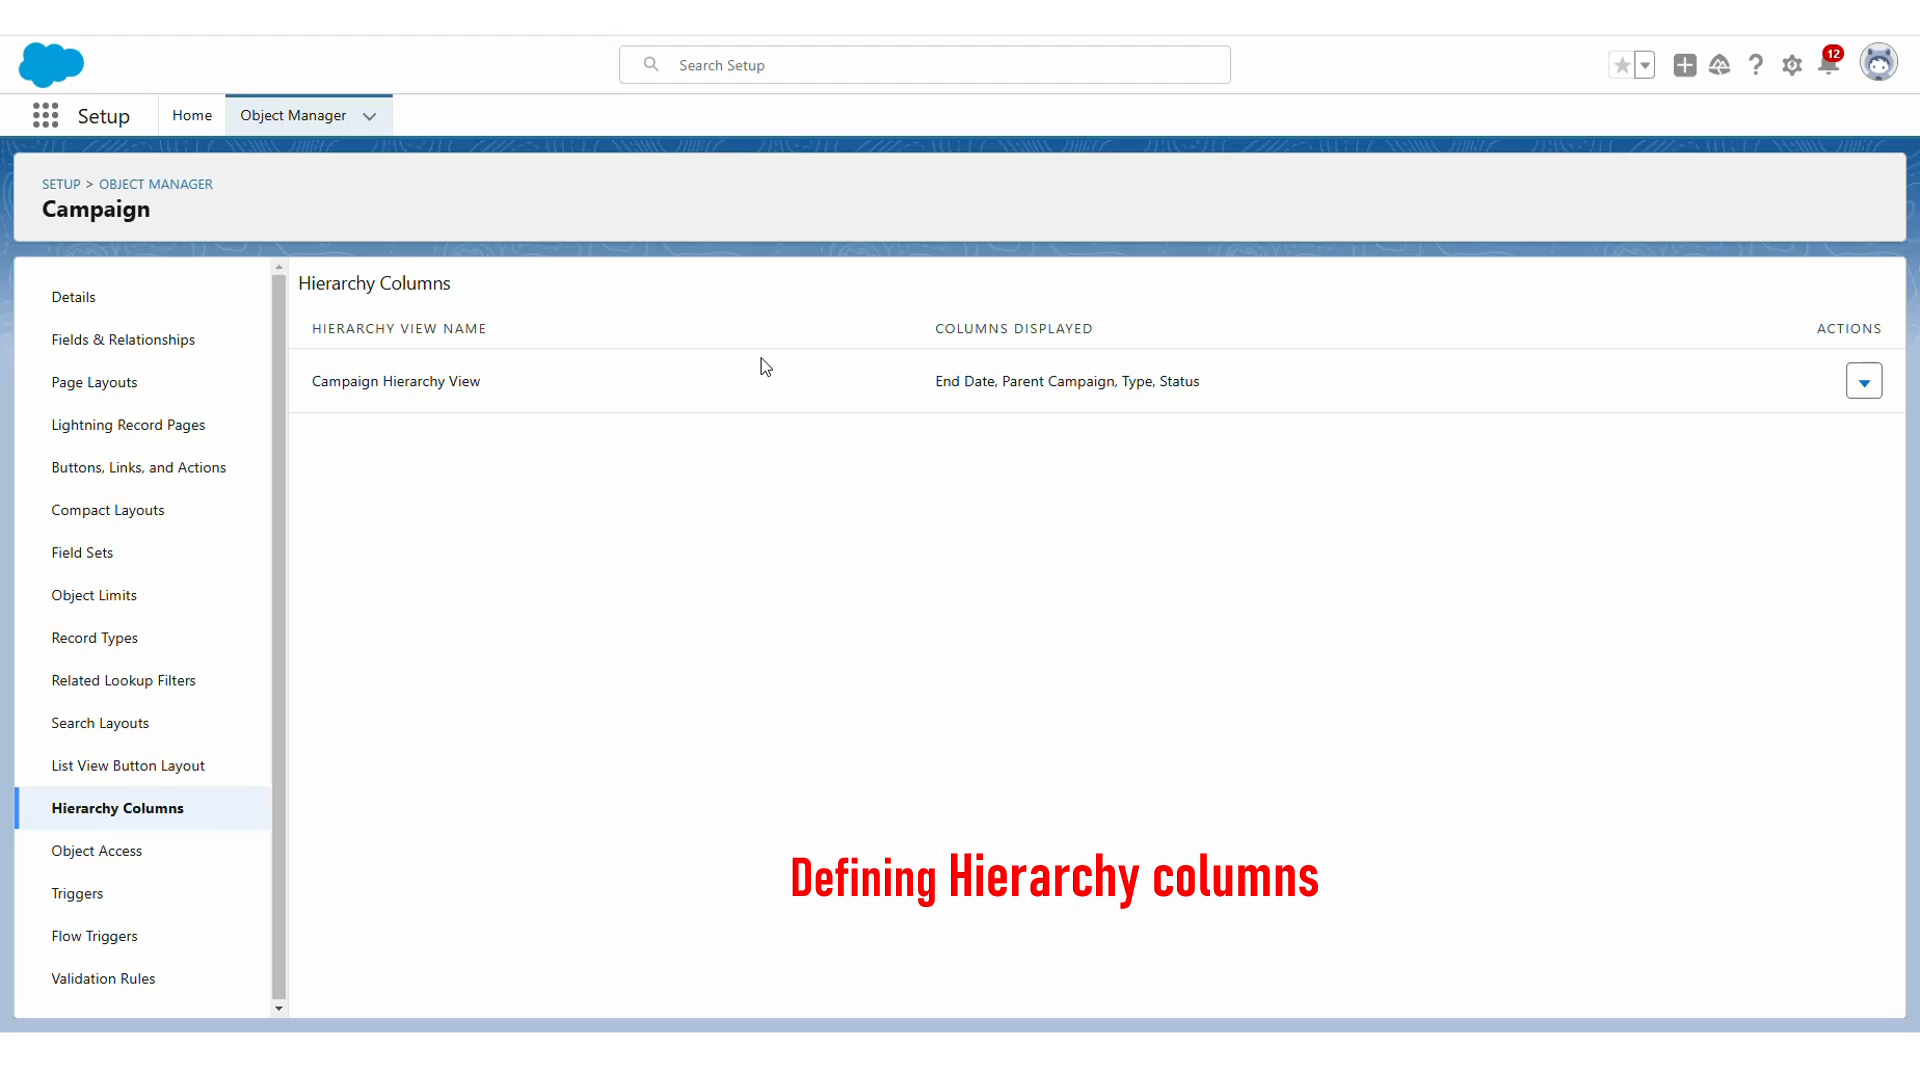 Search Setup
12
Setup
Home
Object Manager
SETUP > OBJECT MANAGER
Campaign
Details
Fields & Relationships
Page Layouts
Lightning Record Pages
Buttons, Links, and Actions
Compact Layouts
Field Sets
Object Limits
Record Types
Related Lookup Filters
Search Layouts
List View Button Layout
Hierarchy Columns
Object Access
Triggers
Flow Triggers
Validation Rules
Hierarchy Columns
HIERARCHY VIEW NAME COLUMNS DISPLAYED ACTIONS
Campaign Hierarchy View End Date, Parent Campaign, Type, Status
Defining Hierarchy columns